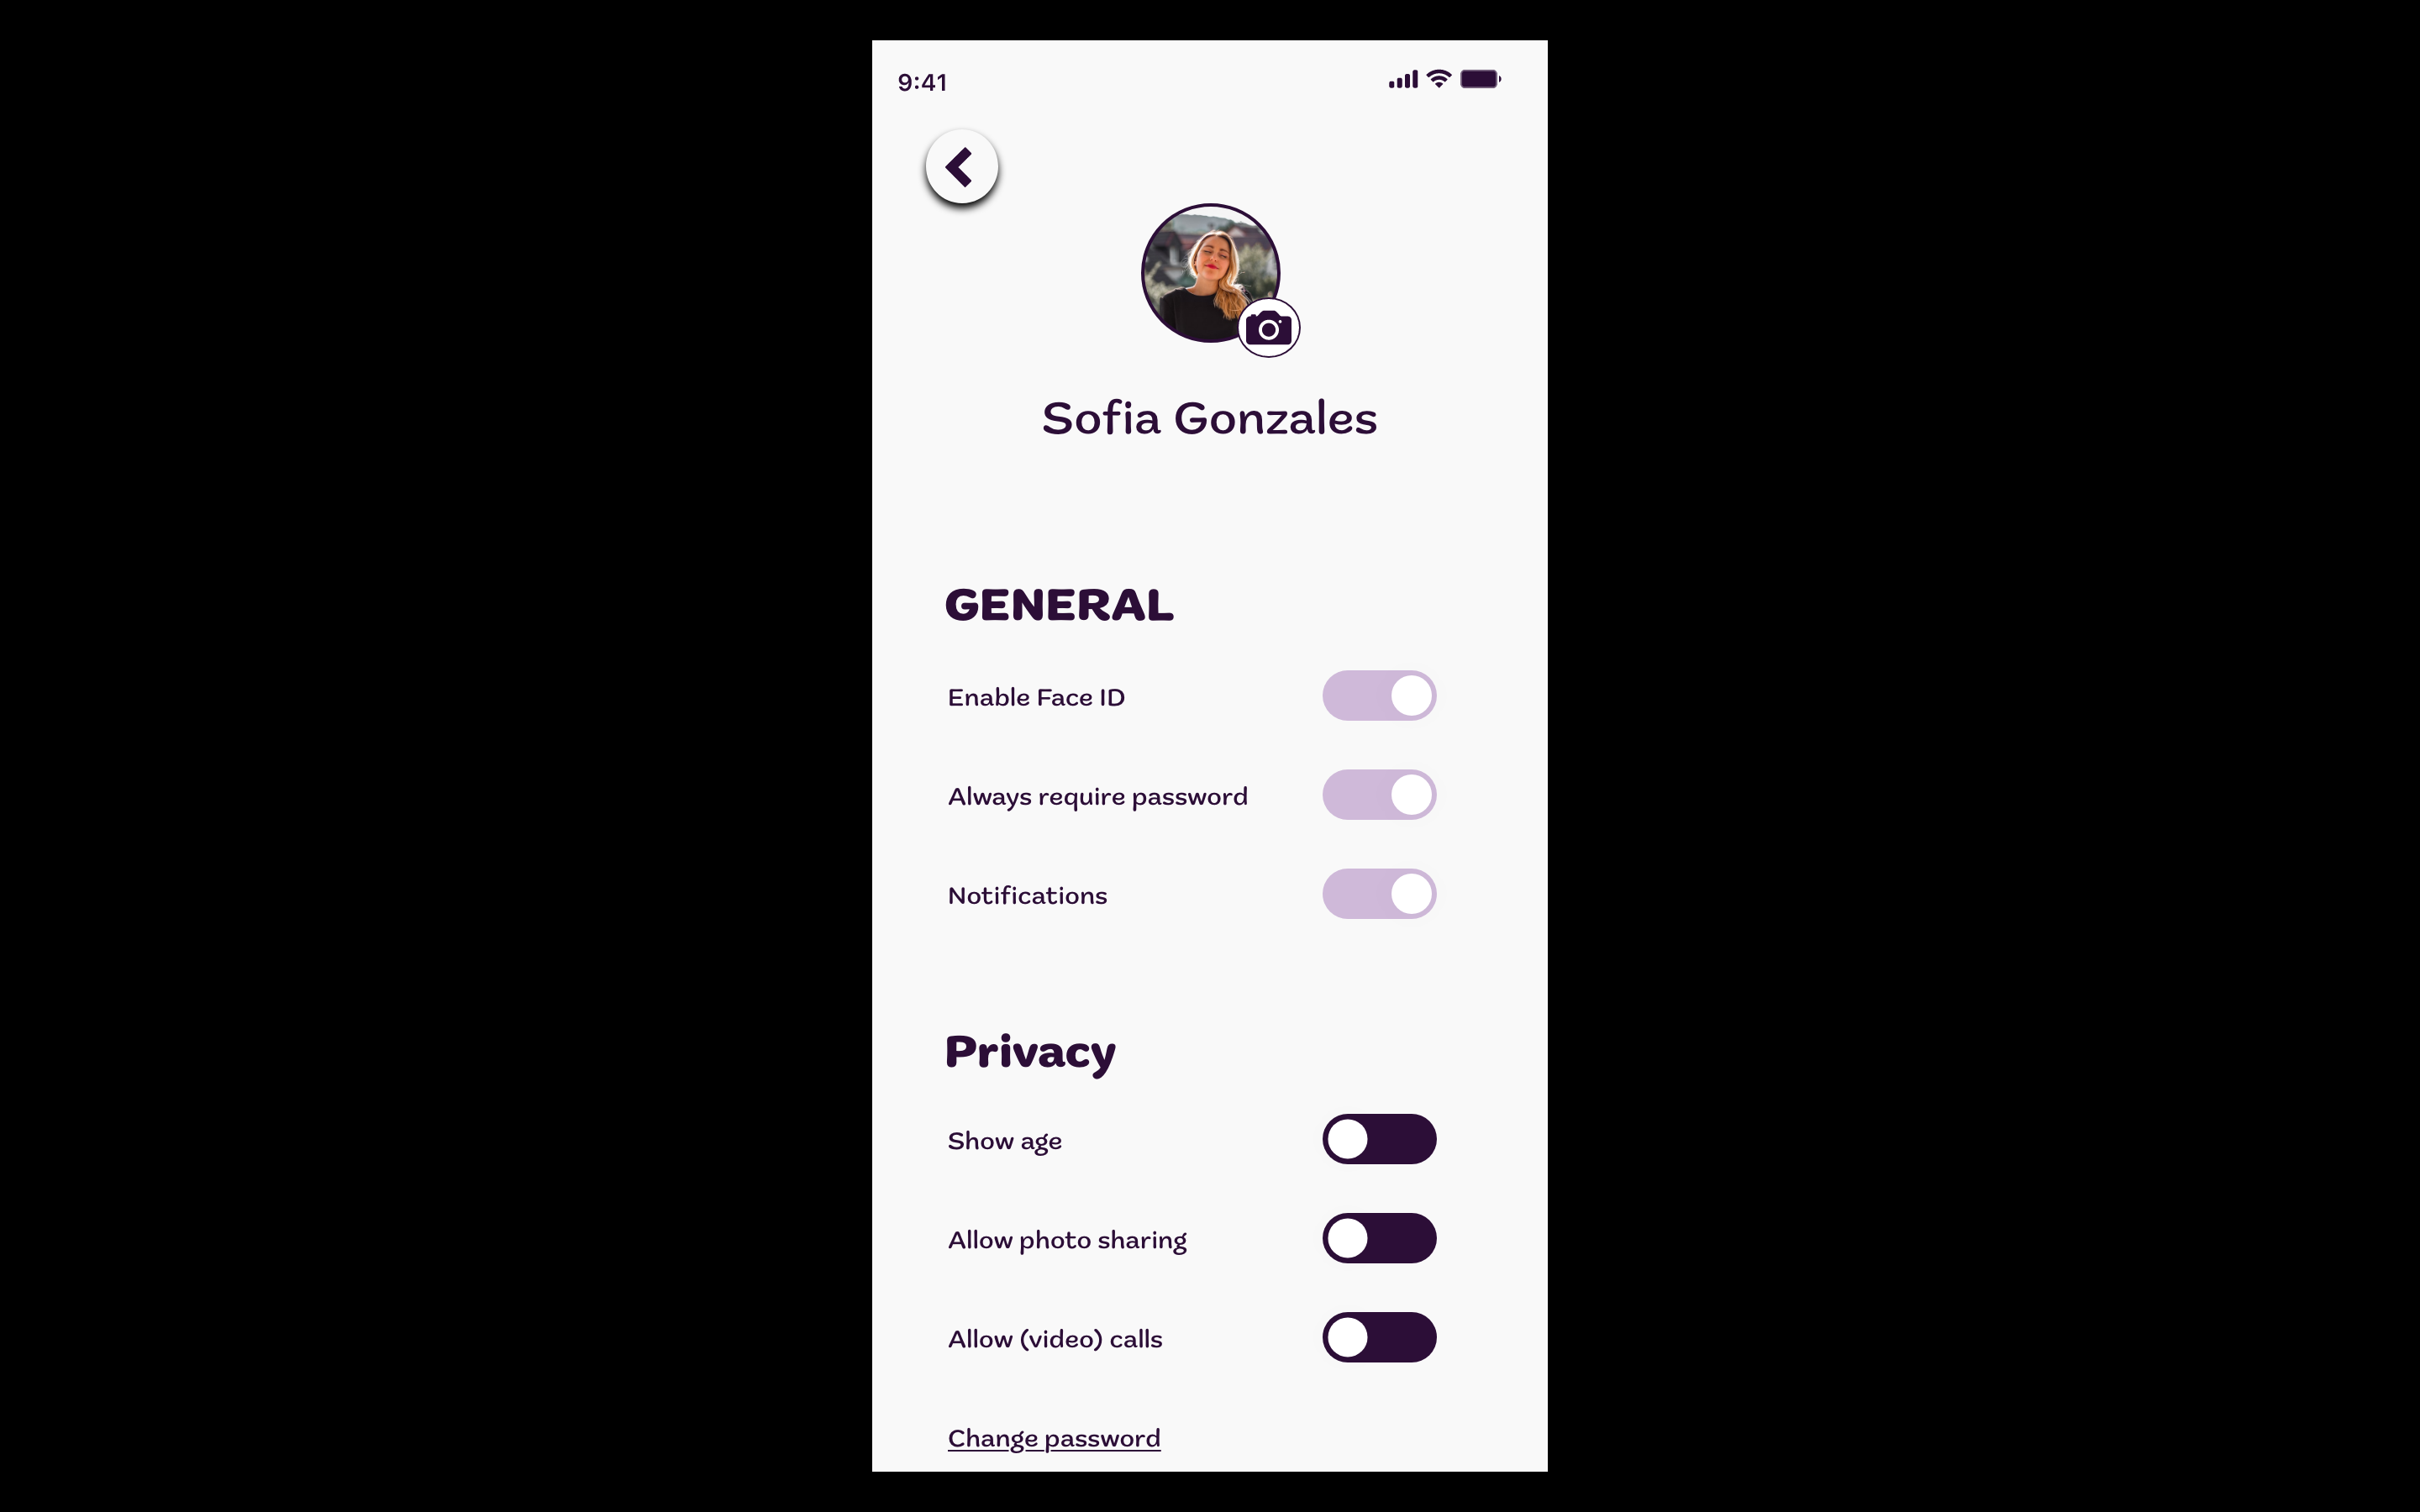 9:41
Sofia Gonzales
GENERAL
Enable Face ID
Always require password
Notifications
Privacy
Show age
Allow photo sharing
Allow (video) calls
Change password